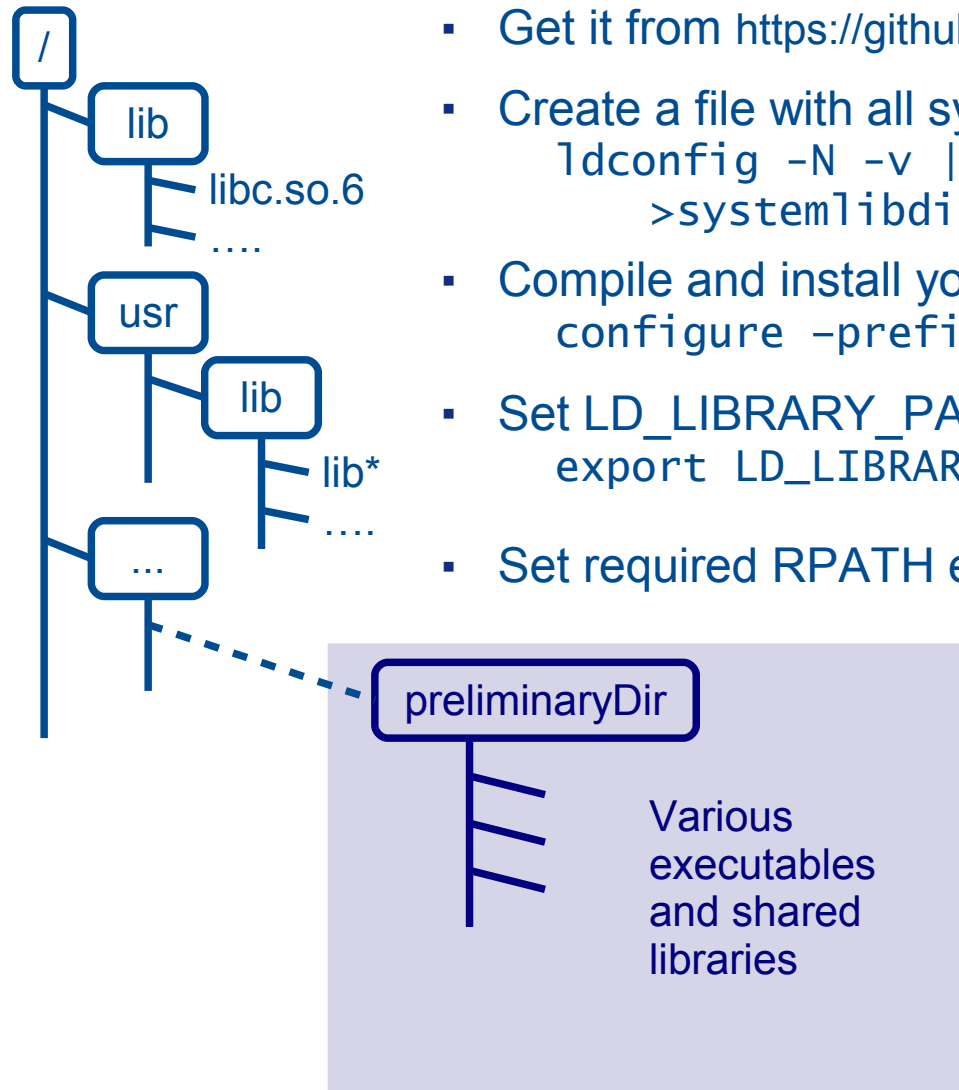 /
lib
libc.so.6
….
usr
lib
lib*
….
...
▪ Get it from https://githu
▪ Create a file with all sy
ldconfig -N -v |
>systemlibdi
▪ Compile and install yo
configure –prefi
▪ Set LD_LIBRARY_PA
export LD_LIBRAR
▪ Set required RPATH e
preliminaryDir
Various
executables
and shared
libraries